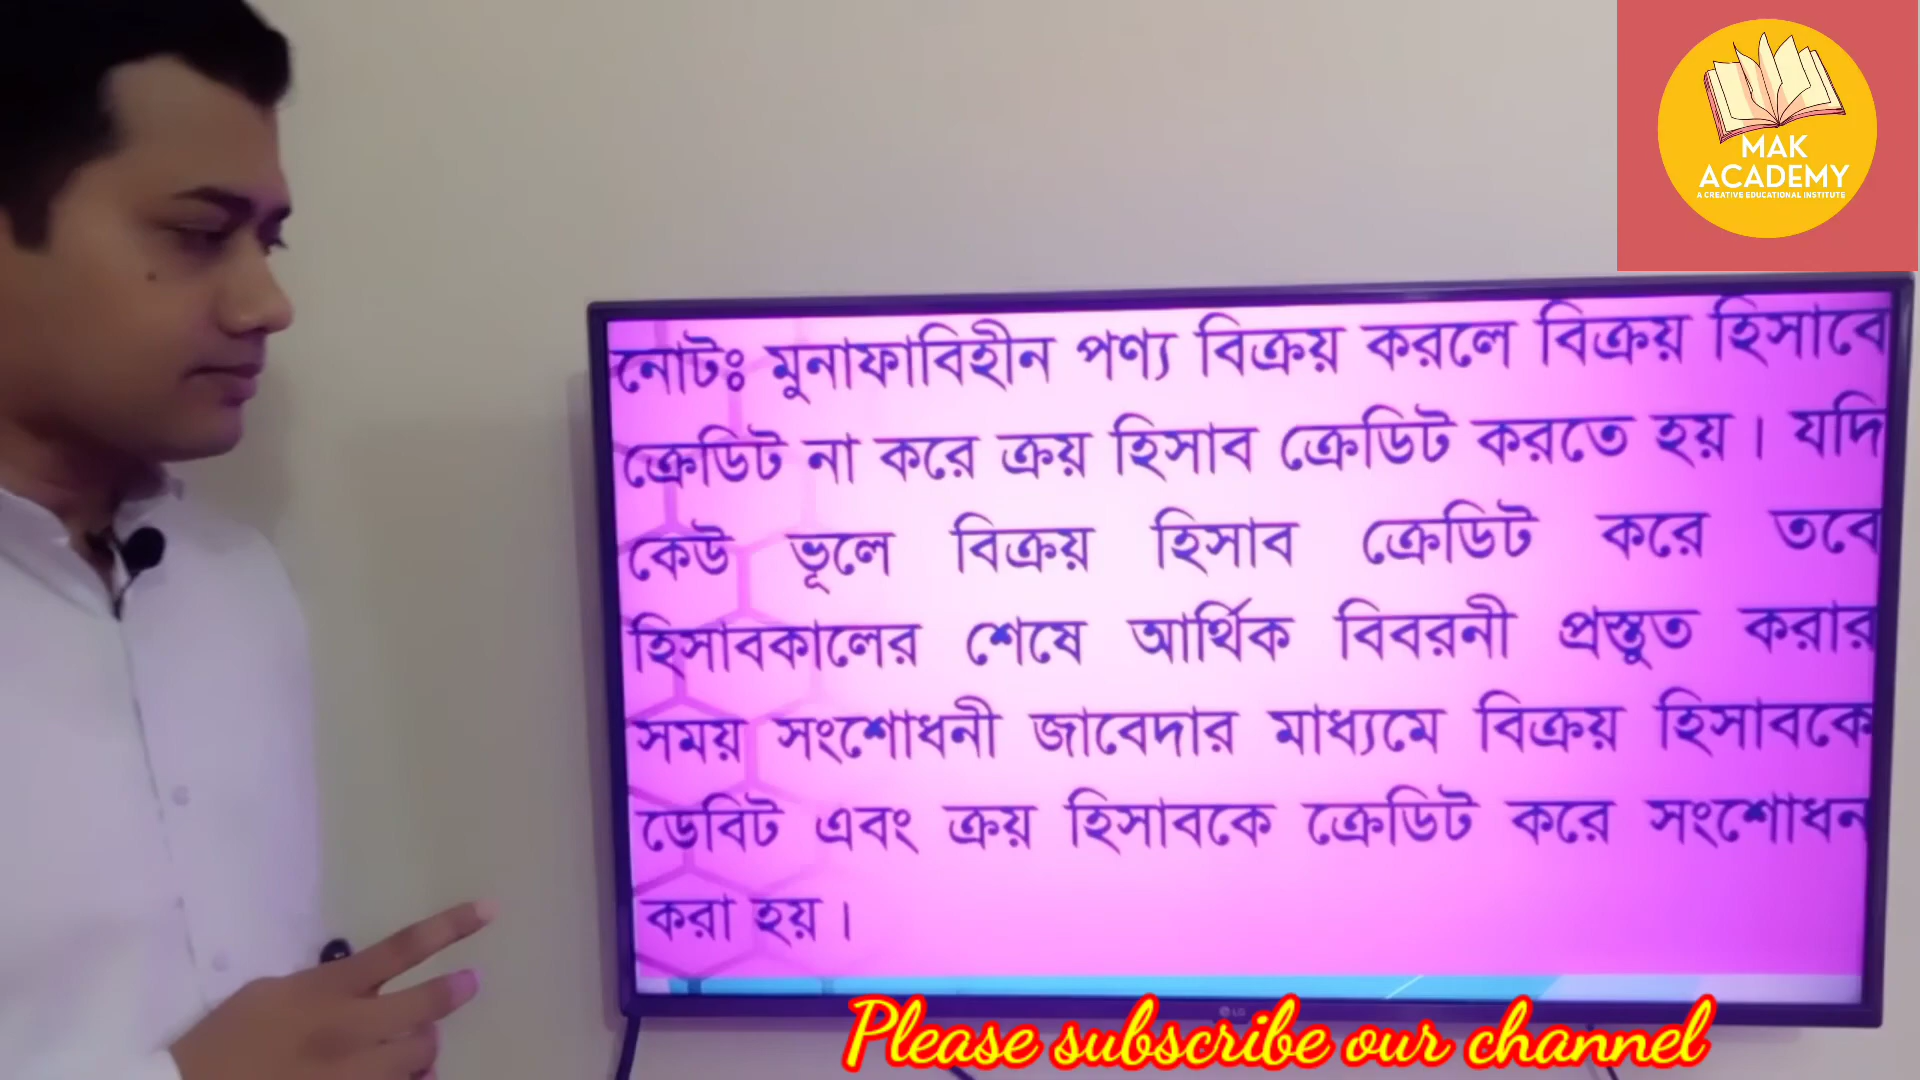 MAK
ACADEMY
A CREATIVE EDUCATIONAL INSTITUTE
নোটঃ মুনাফাবিহীন পণ্য বিক্রয় করলে বিক্রয় হিসাবে
ক্রেডিট না করে ক্রয় হিসাব ক্রেডিট করতে হয়। যদি
কেউ ভূলে বিক্রয় হিসাব ক্রেডিট করে তবে
হিসাবকালের শেষে আর্থিক বিবরনী প্রস্তুত করার
সময় সংশোধনী জাবেদার মাধ্যমে বিক্রয় হিসাবকে
ডেবিট এবং ক্রয় হিসাবকে ক্রেডিট করে সংশোধন
করা হয়।
LG
Please subscribe our channel